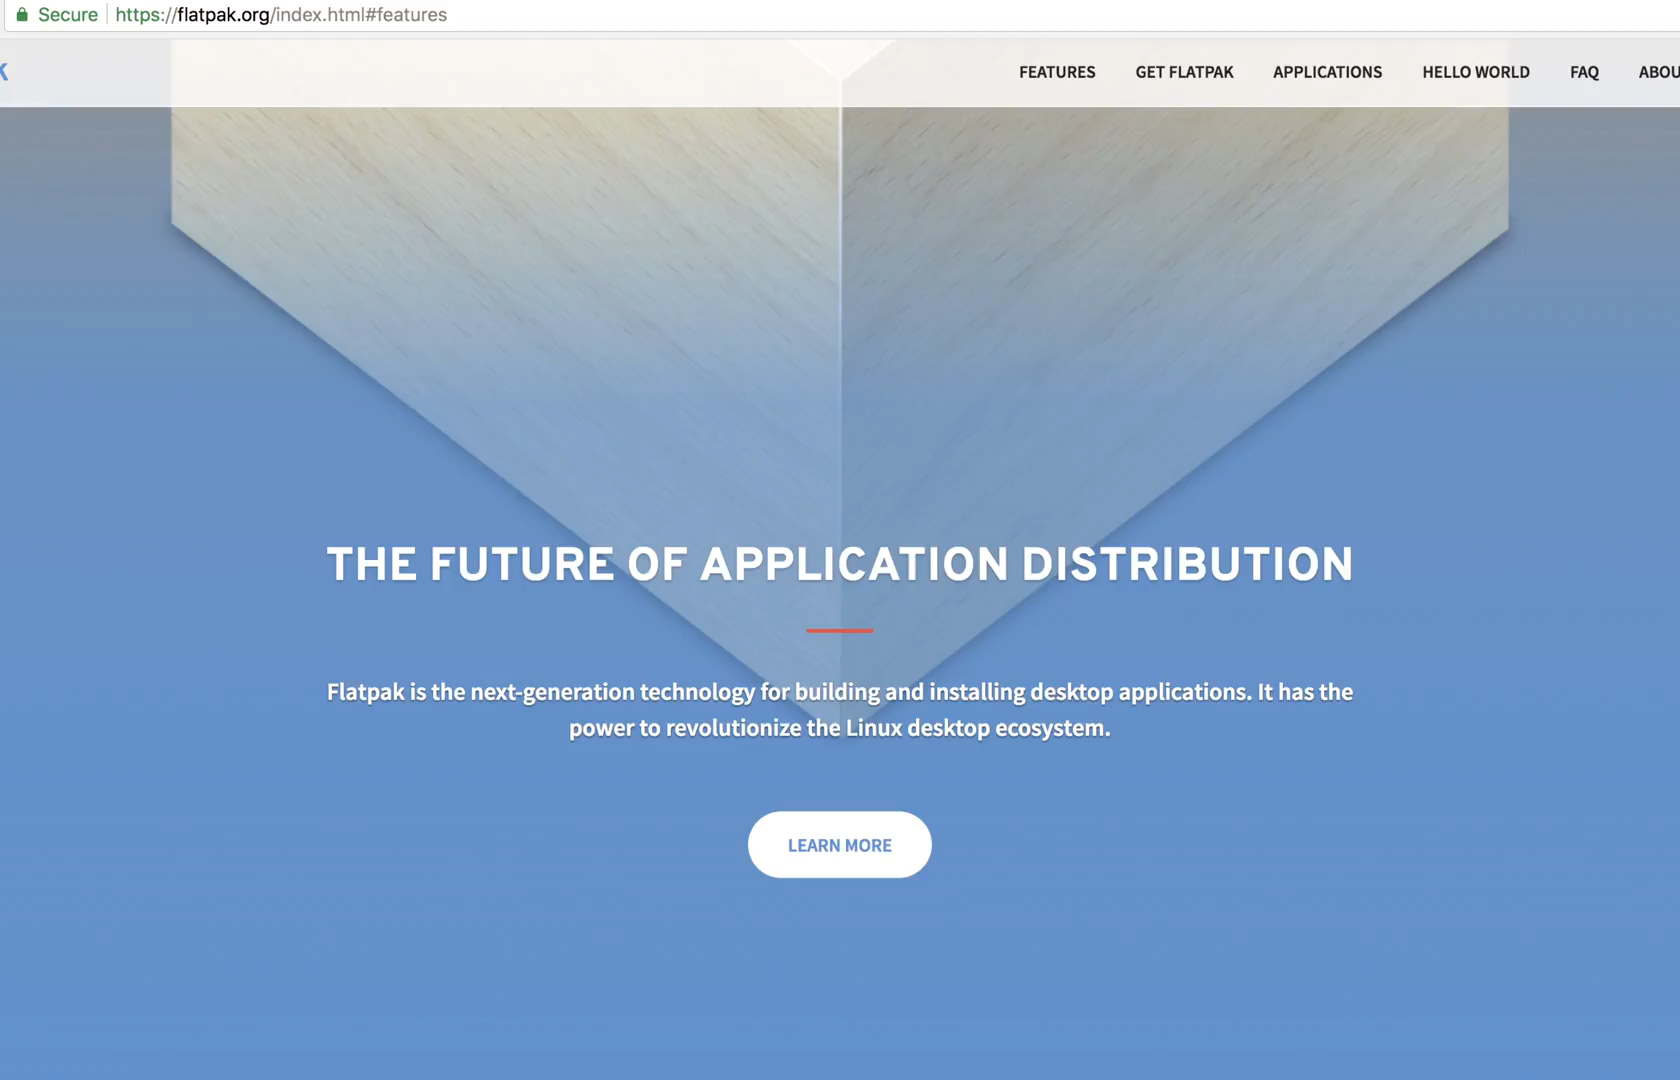 Secure https://flatpak.org/index.html#features
K FEATURES GET FLATPAK APPLICATIONS HELLO WORLD FAQ ABOU
THE FUTURE OF APPLICATION DISTRIBUTION
Flatpak is the next-generation technology for building and installing desktop applications. It has the
power to revolutionize the Linux desktop ecosystem.
LEARN MORE